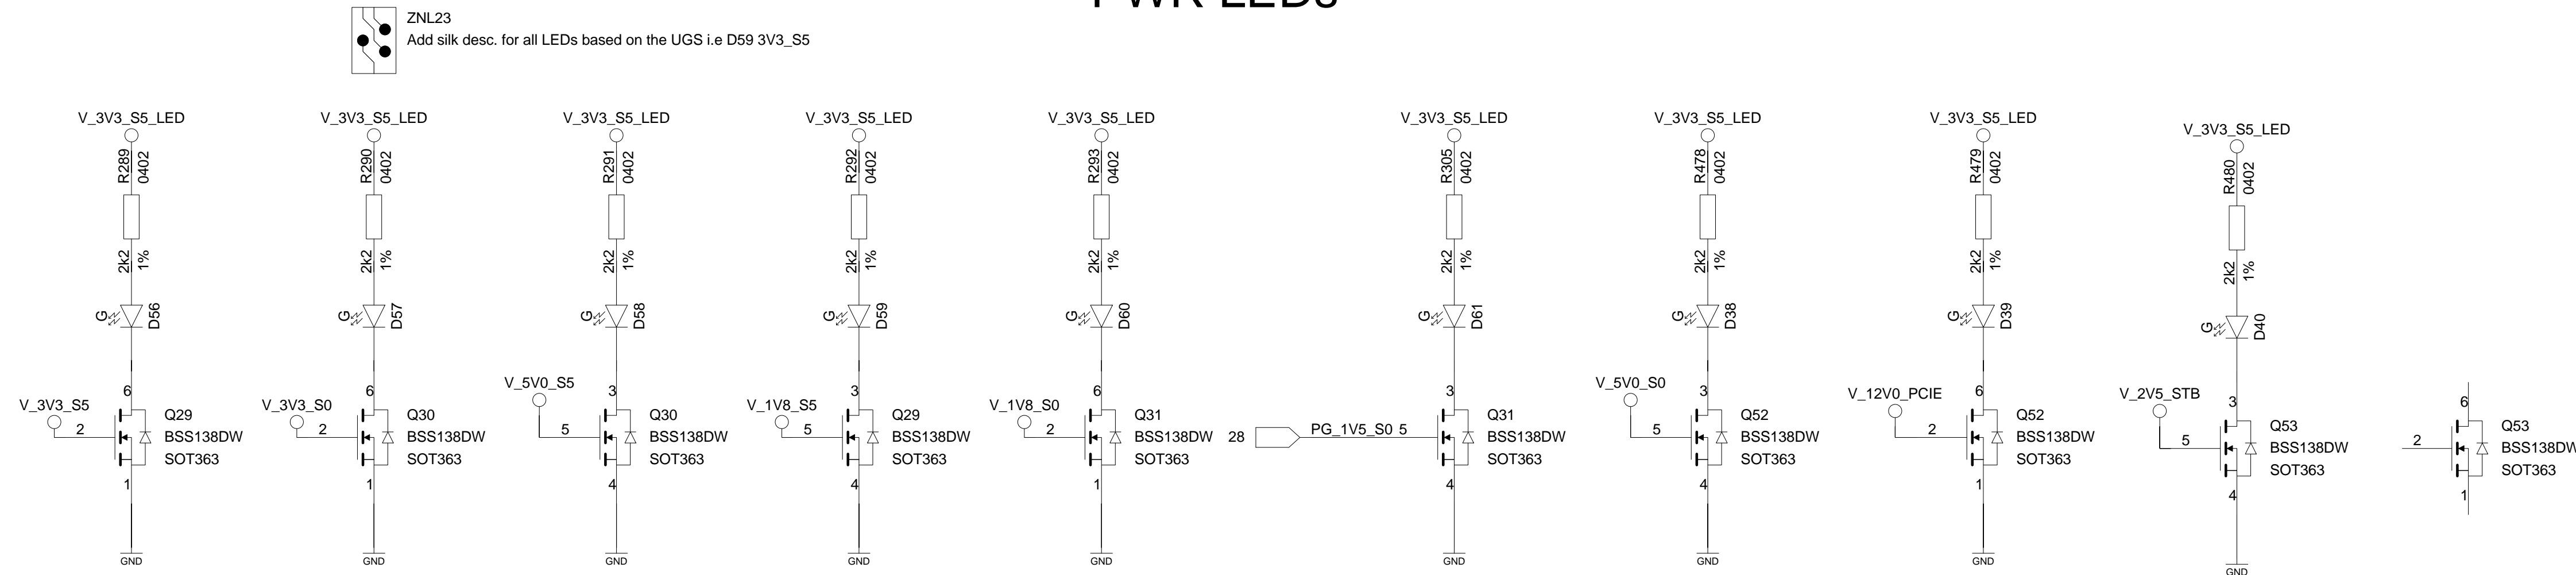 PWR LEDs
ZNL23
Add silk desc. for all LEDs based on the UGS i.e D59 3V3_S5
V_3V3_S5_LED
R289
0402
2k2
1%
G
D56
V_3V3_S5
2
6
Q29
BSS138DW
SOT363
1
GND
V_3V3_S5_LED
R290
0402
2k2
1%
G
D57
V_3V3_S0
2
6
Q30
BSS138DW
SOT363
1
GND
V_3V3_S5_LED
R291
0402
2k2
1%
G
D58
V_5V0_S5
5
3
Q30
BSS138DW
SOT363
4
GND
V_3V3_S5_LED
R292
0402
2k2
1%
G
D59
V_1V8_S5
5
3
Q29
BSS138DW
SOT363
4
GND
V_3V3_S5_LED
R293
0402
2k2
1%
G
D60
V_1V8_S0
2
6
Q31
BSS138DW
SOT363
1
GND
V_3V3_S5_LED
R305
0402
2k2
1%
G
D61
28
PG_1V5_S0 5
3
Q31
BSS138DW
SOT363
4
GND
V_3V3_S5_LED
R478
0402
2k2
1%
G
D38
V_5V0_S0
5
3
Q52
BSS138DW
SOT363
4
GND
V_3V3_S5_LED
R479
0402
2k2
1%
G
D39
V_12V0_PCIE
2
6
Q52
BSS138DW
SOT363
1
GND
V_3V3_S5_LED
R480
0402
2k2
1%
G
D40
V_2V5_STB
5
3
Q53
BSS138DW
SOT363
4
GND
2
6
Q53
BSS138DW
SOT363
1